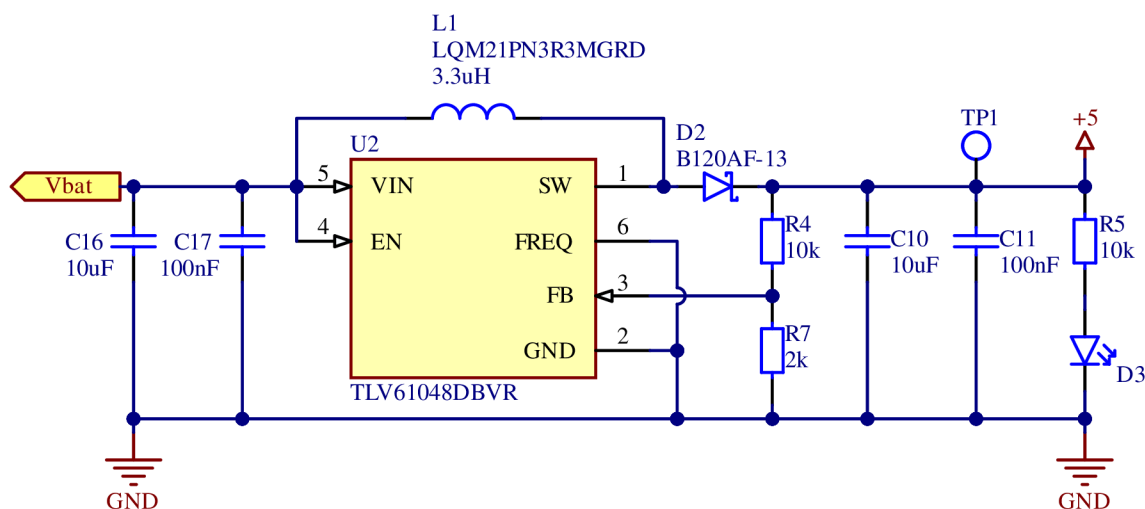 L1
LQM21PN3R3MGRD
3.3uH
U2
D2
B120AF-13
TP1
+5
Vbat
5
VIN
SW
1
4
EN
FREQ
6
FB
3
GND
2
TLV61048DBVR
C16
10uF
C17
100nF
R4
10k
R7
2k
C10
10uF
C11
100nF
R5
10k
D3
GND
GND